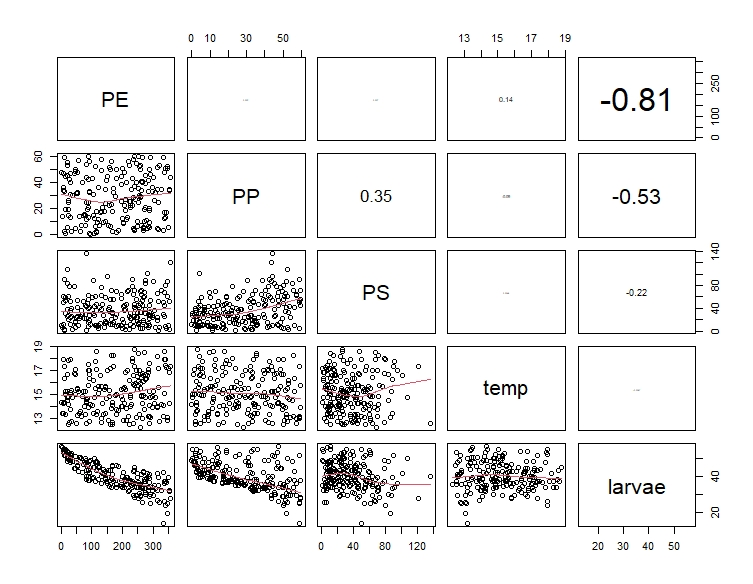 0 10 30 50
13 15 17 19
PE
0.14
-0.81
0 100 250
0 20 40 60
PP
0.35
-0.53
PS
-0.22
0 40 80 140
13 15 17 19
temp
larvae
20 40
0 100 200 300
0 40 80 120
20 30 40 50